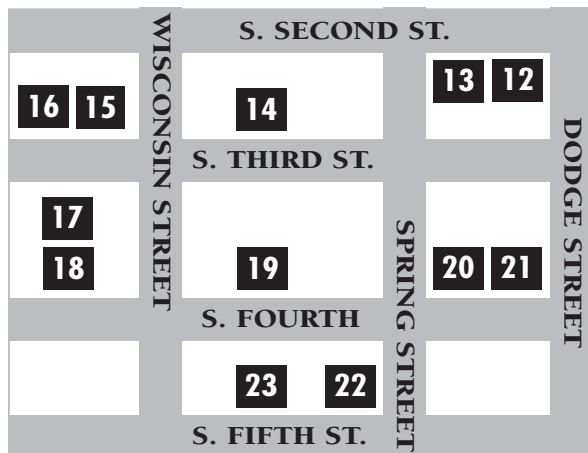 S. SECOND ST.
WISCONSIN STREET
16 15
14
13 12
DODGE STREET
S. THIRD ST.
17
18
19
SPRING STREET
20 21
S. FOURTH
23 22
S. FIFTH ST.